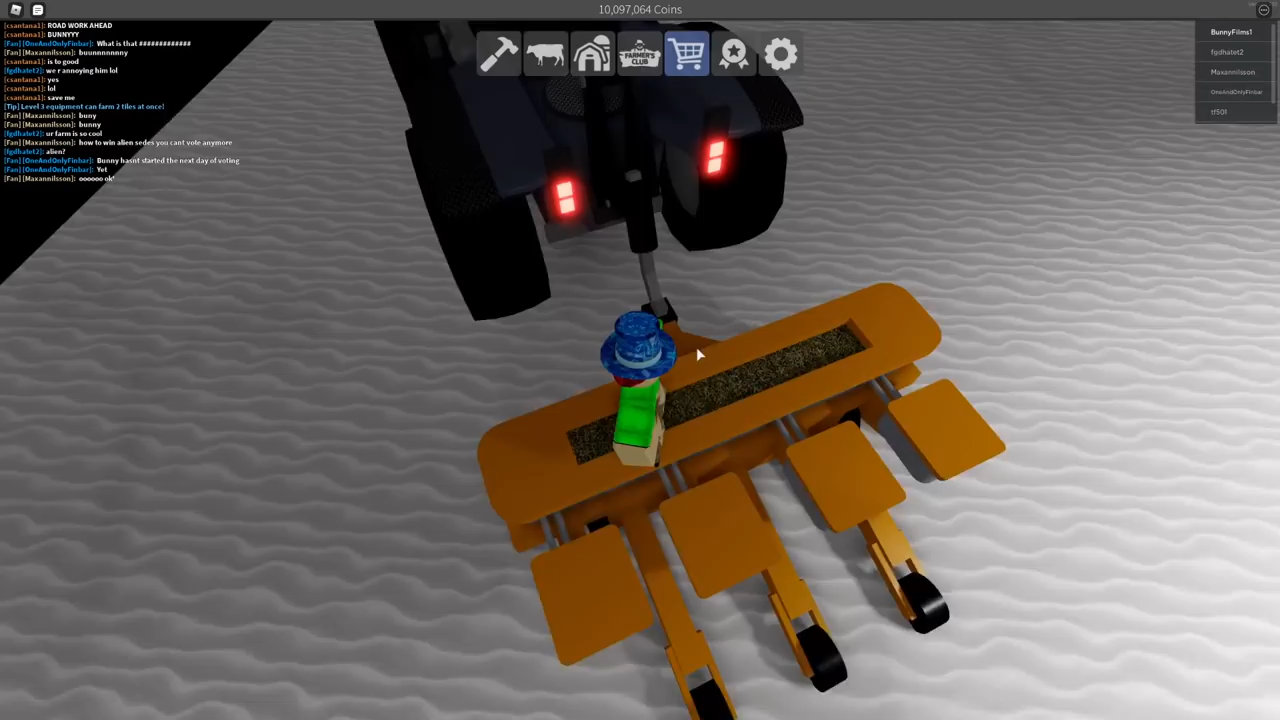 10,097,064 Coins
[csantana1]: ROAD WORK AHEAD
[csantana1]: BUNNYYY
[Fan] [OneAndOnlyFinbar]: What is that ############
[Fan] [Maxannilsson]: buunnnnnnny
[csantana1]: is to good
[fgdhatet2]: we r annoying him lol
[csantana1]: yes
[csantana1]: lol
[csantana1]: save me
[Tip] Level 3 equipment can farm 2 tiles at once!
[Fan] [Maxannilsson]: buny
[Fan] [Maxannilsson]: bunny
[fgdhatet2]: ur farm is so cool
[Fan] [Maxannilsson]: how to win alien sedes you cant vote anymore
[fgdhatet2]: alien?
[Fan] [OneAndOnlyFinbar]: Bunny hasnt started the next day of voting
[Fan] [OneAndOnlyFinbar]: Yet
[Fan] [Maxannilsson]: oooooo ok'
FARMER'S
CLUB
BunnyFilms1
fgdhatet2
Maxannilsson
OneAndOnlyFinbar
tf501